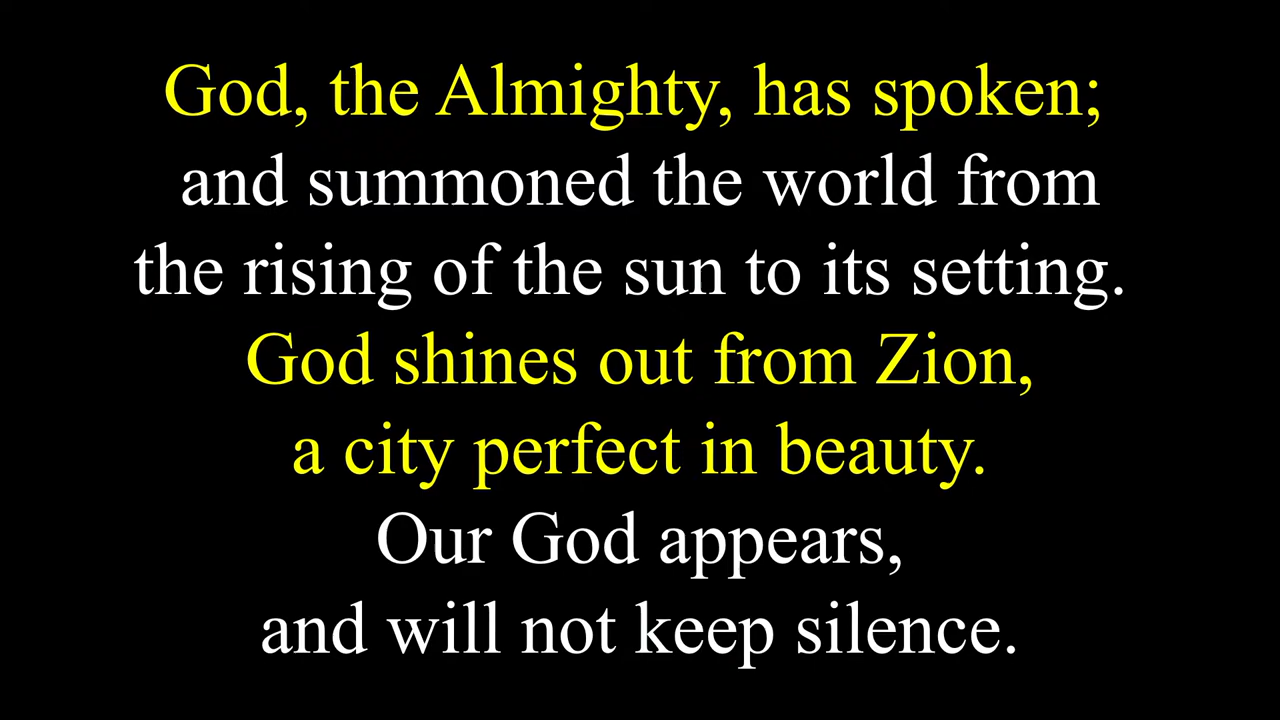 God, the Almighty, has spoken;
and summoned the world from
the rising of the sun to its setting.
God shines out from Zion,
a city perfect in beauty.
Our God appears,
and will not keep silence.